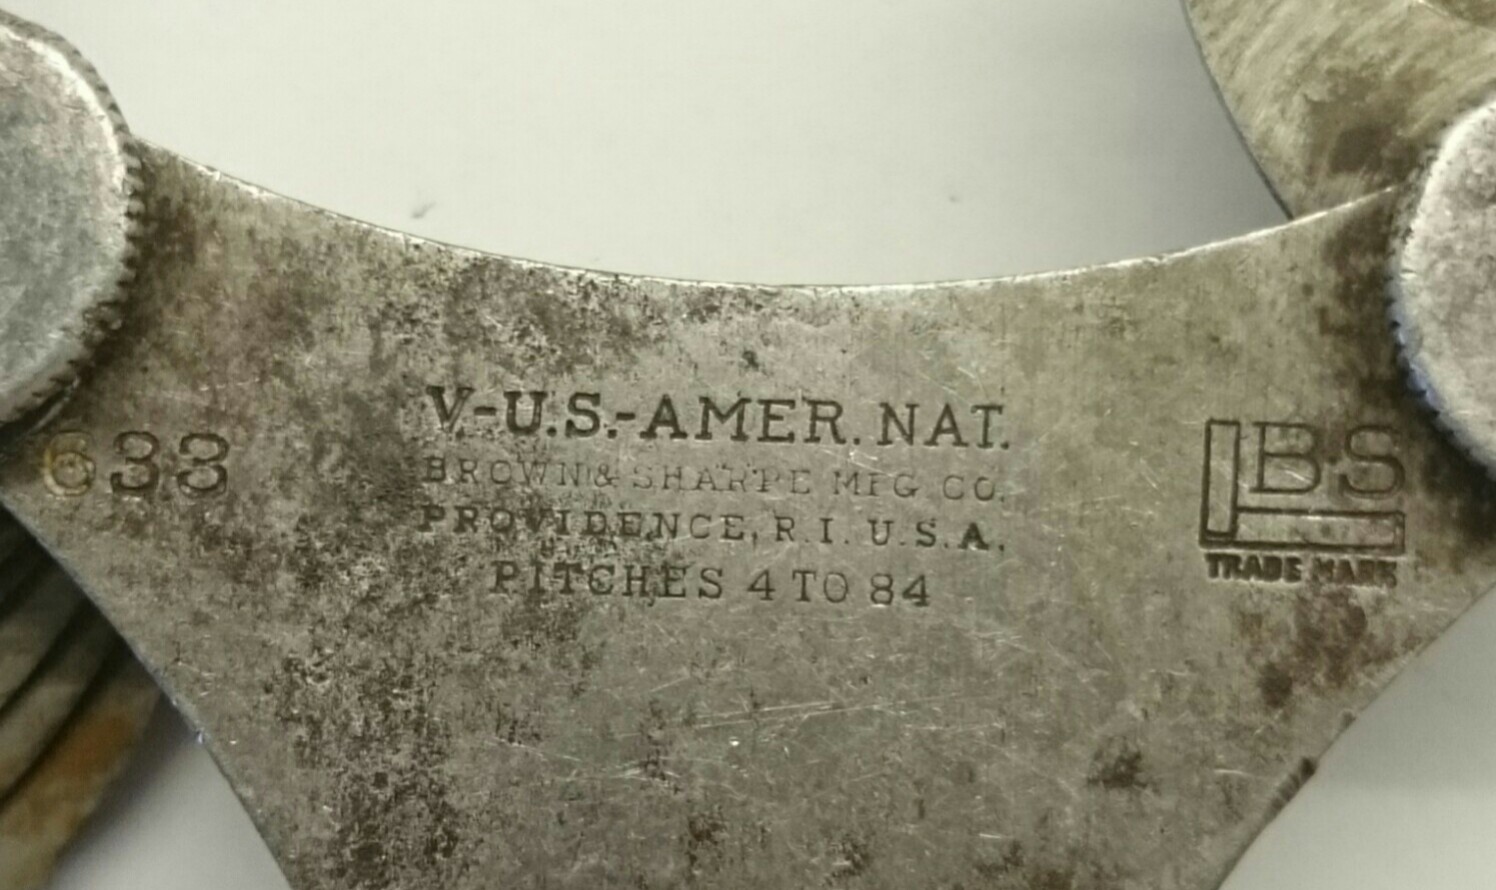 V.-U.S.-AMER. NAT.
BROWN & SHARPE MFG CO.
PROVIDENCE, R.I. U.S.A.
PITCHES 4 TO 84
633
BS
TRADE MARK